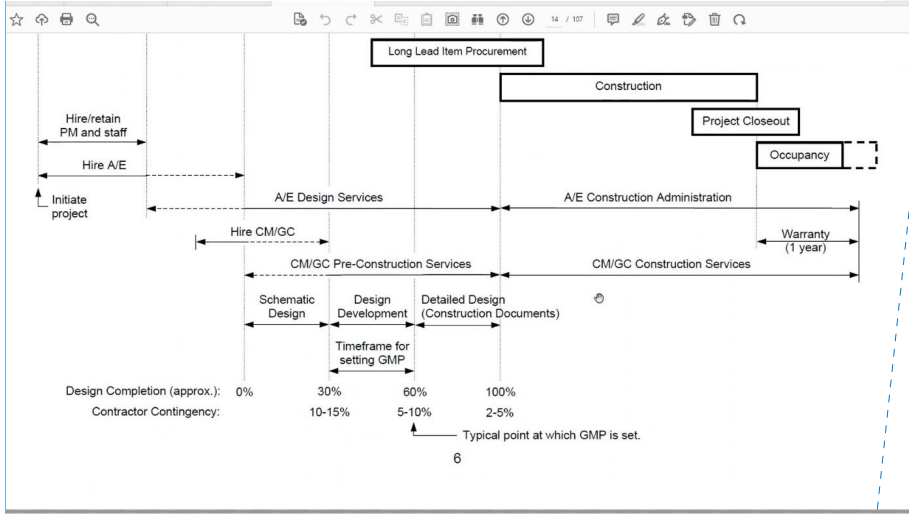 14 / 107
Long Lead Item Procurement
Construction
Project Closeout
Occupancy
Hire/retain
PM and staff
Hire A/E
Initiate
project
A/E Design Services
A/E Construction Administration
Hire CM/GC
Warranty
(1 year)
CM/GC Pre-Construction Services
CM/GC Construction Services
Schematic
Design
Design
Development
Detailed Design
(Construction Documents)
Timeframe for
setting GMP
Design Completion (approx.): 0% 30% 60% 100%
Contractor Contingency: 10-15% 5-10% 2-5%
Typical point at which GMP is set.
6